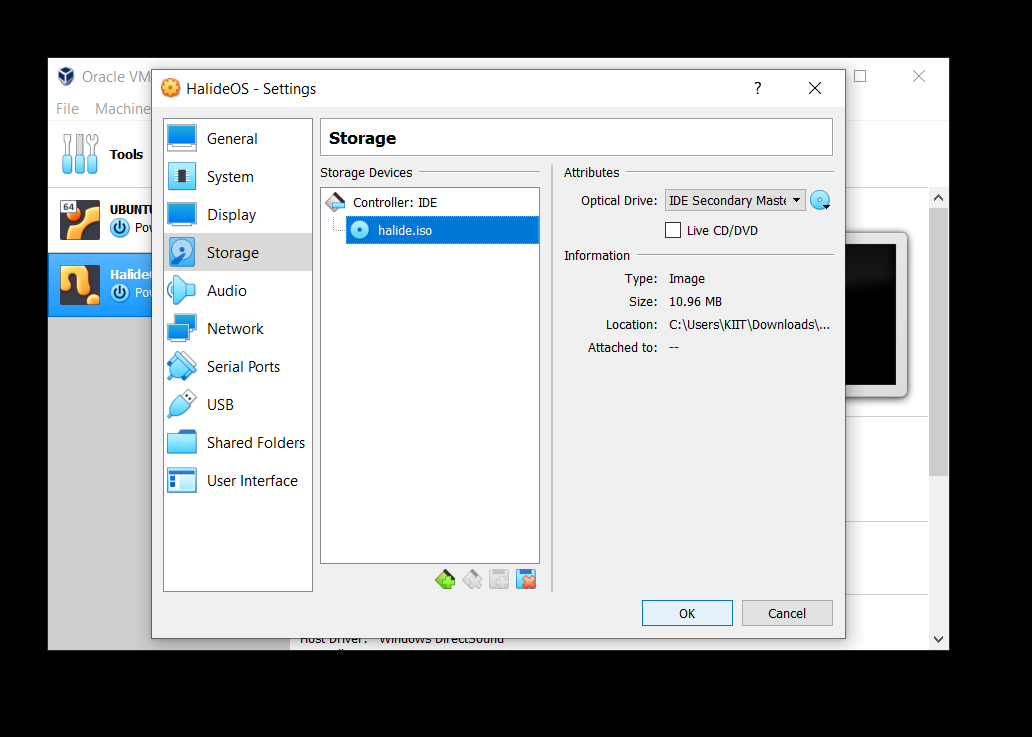 Oracle VM
File Machine
Tools
64
UBUNTU
Pow
HalideO
Pow
HalideOS - Settings
?
General
System
Display
Storage
Audio
Network
Serial Ports
USB
Shared Folders
User Interface
Storage
Storage Devices
Controller: IDE
halide.iso
Attributes
Optical Drive: IDE Secondary Maste
Live CD/DVD
Information
Type: Image
Size: 10.96 MB
Location: C:\Users\KIIT\Downloads\...
Attached to: --
OK
Cancel
Host Driver: Windows DirectSound